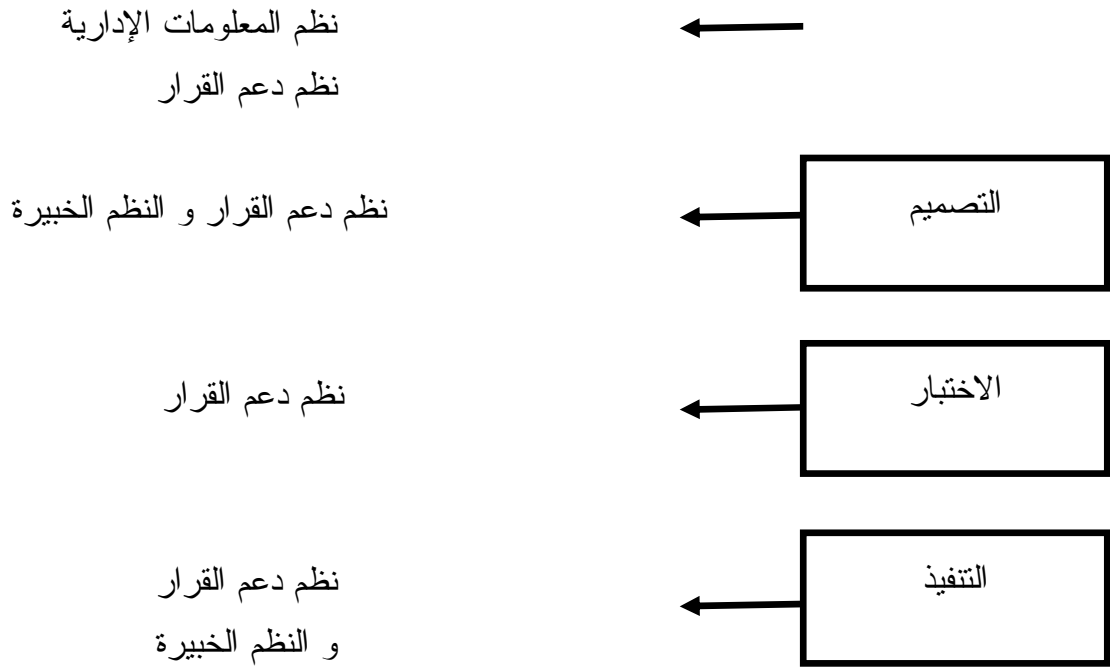 نظم المعلومات الإدارية
نظم دعم القرار
التصميم
نظم دعم القرار و النظم الخبيرة
الاختبار
نظم دعم القرار
التنفيذ
نظم دعم القرار
و النظم الخبيرة